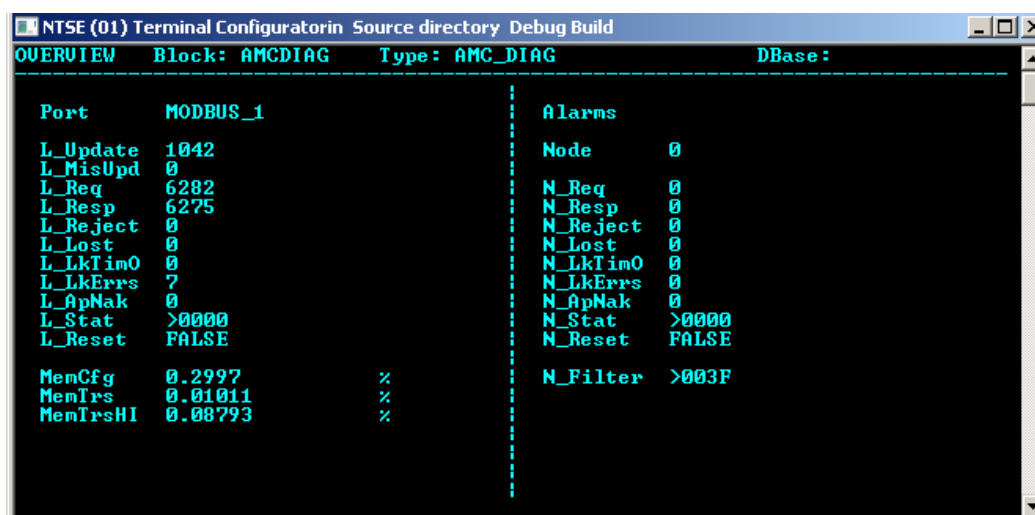 NTSE (01) Terminal Configuratorin Source directory Debug Build
OVERVIEW Block: AMCDIAG Type: AMC_DIAG DBase:
Port MODBUS_1 Alarms
L_Update 1042 Node 0
L_MisUpd 0
L_Req 6282 N_Req 0
L_Resp 6275 N_Resp 0
L_Reject 0 N_Reject 0
L_Lost 0 N_Lost 0
L_LkTimO 0 N_LkTimO 0
L_LkErrs 7 N_LkErrs 0
L_ApNak 0 N_ApNak 0
L_Stat >0000 N_Stat >0000
L_Reset FALSE N_Reset FALSE
MemCfg 0.2997 % N_Filter >003F
MemTrs 0.01011 %
MemTrsHI 0.08793 %